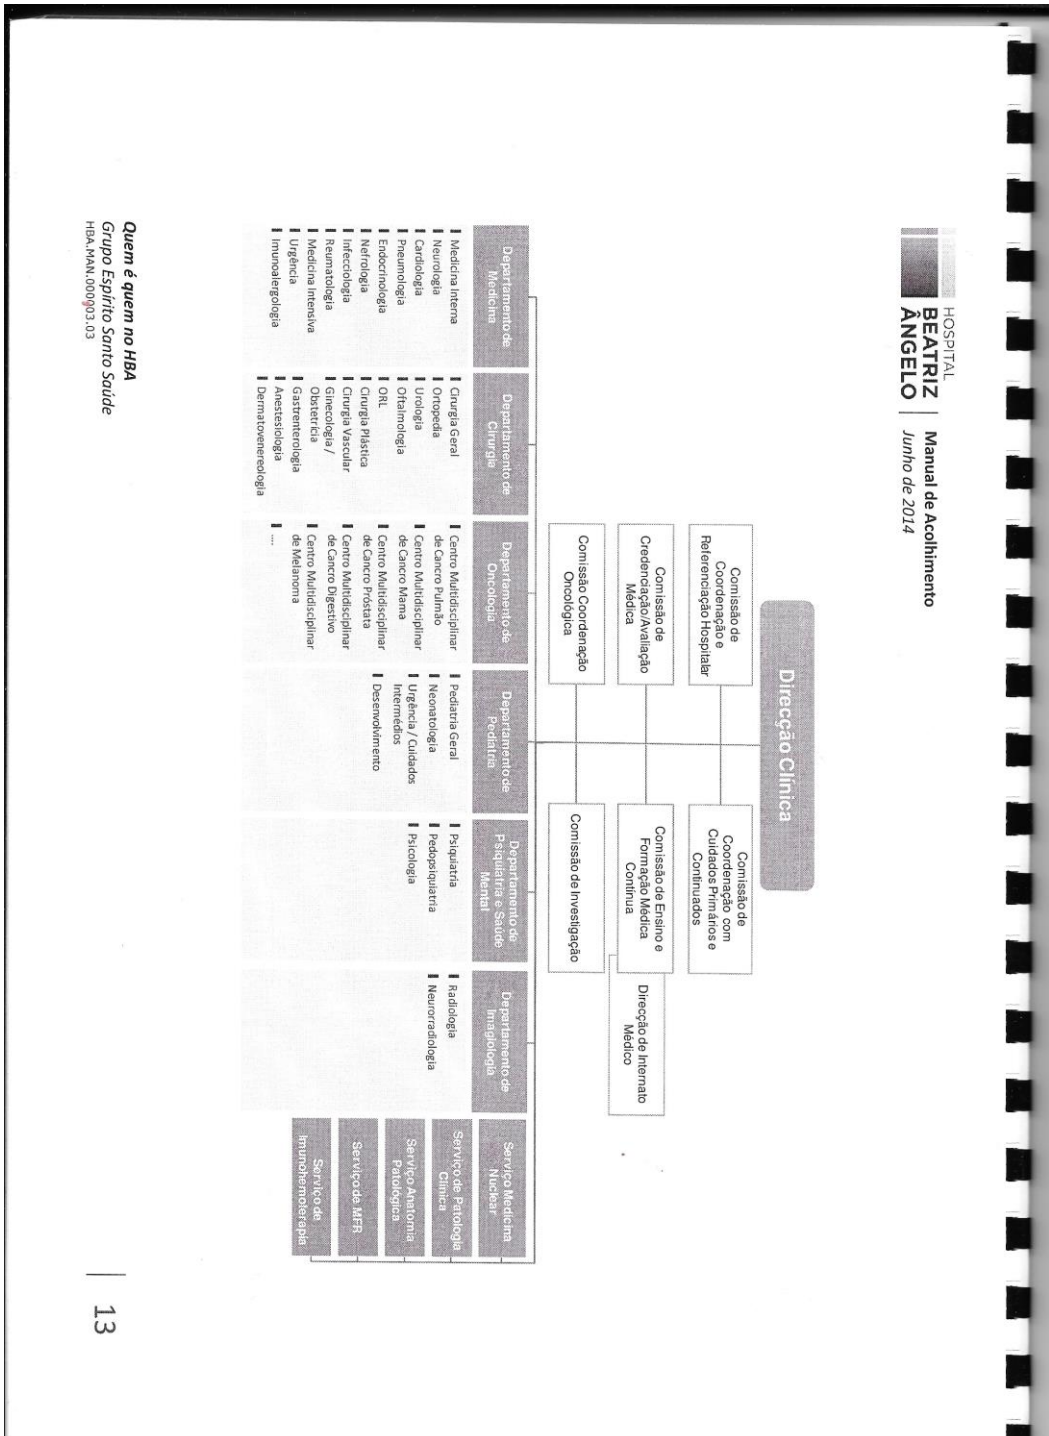 HOSPITAL
BEATRIZ
ÂNGELO
Manual de Acolhimento
Junho de 2014
Direcção Clínica
Comissão de
Coordenação e
Referenciação Hospitalar
Comissão de
Coordenação com
Cuidados Primários e
Continuados
Comissão de
Credenciação/Avaliação
Médica
Comissão de Ensino e
Formação Médica
Contínua
Direcção de Internato
Médico
Comissão Coordenação
Oncológica
Comissão de Investigação
Departamento de
Medicina
Medicina Interna
Neurologia
Cardiologia
Pneumologia
Endocrinologia
Nefrologia
Infecciologia
Reumatologia
Medicina Intensiva
Urgência
Imunoalergologia
Departamento de
Cirurgia
Cirurgia Geral
Ortopedia
Urologia
Oftalmologia
ORL
Cirurgia Plástica
Cirurgia Vascular
Ginecologia /
Obstetrícia
Gastrenterologia
Anestesiologia
Dermatovenereologia
Departamento de
Oncologia
Centro Multidisciplinar
de Cancro Pulmão
Centro Multidisciplinar
de Cancro Mama
Centro Multidisciplinar
de Cancro Próstata
Centro Multidisciplinar
de Cancro Digestivo
Centro Multidisciplinar
de Melanoma
....
Departamento de
Pediatria
Pediatria Geral
Neonatologia
Urgência / Cuidados
Intermédios
Desenvolvimento
Departamento de
Psiquiatria e Saúde
Mental
Psiquiatria
Pedopsiquiatria
Psicologia
Departamento de
Imagiologia
Radiologia
Neurorradiologia
Serviço Medicina
Nuclear
Serviço de Patologia
Clínica
Serviço Anatomia
Patológica
Serviço de MFR
Serviço de
Imunohemoterapia
Quem é quem no HBA
Grupo Espírito Santo Saúde
HBA.MAN.000003.03
13